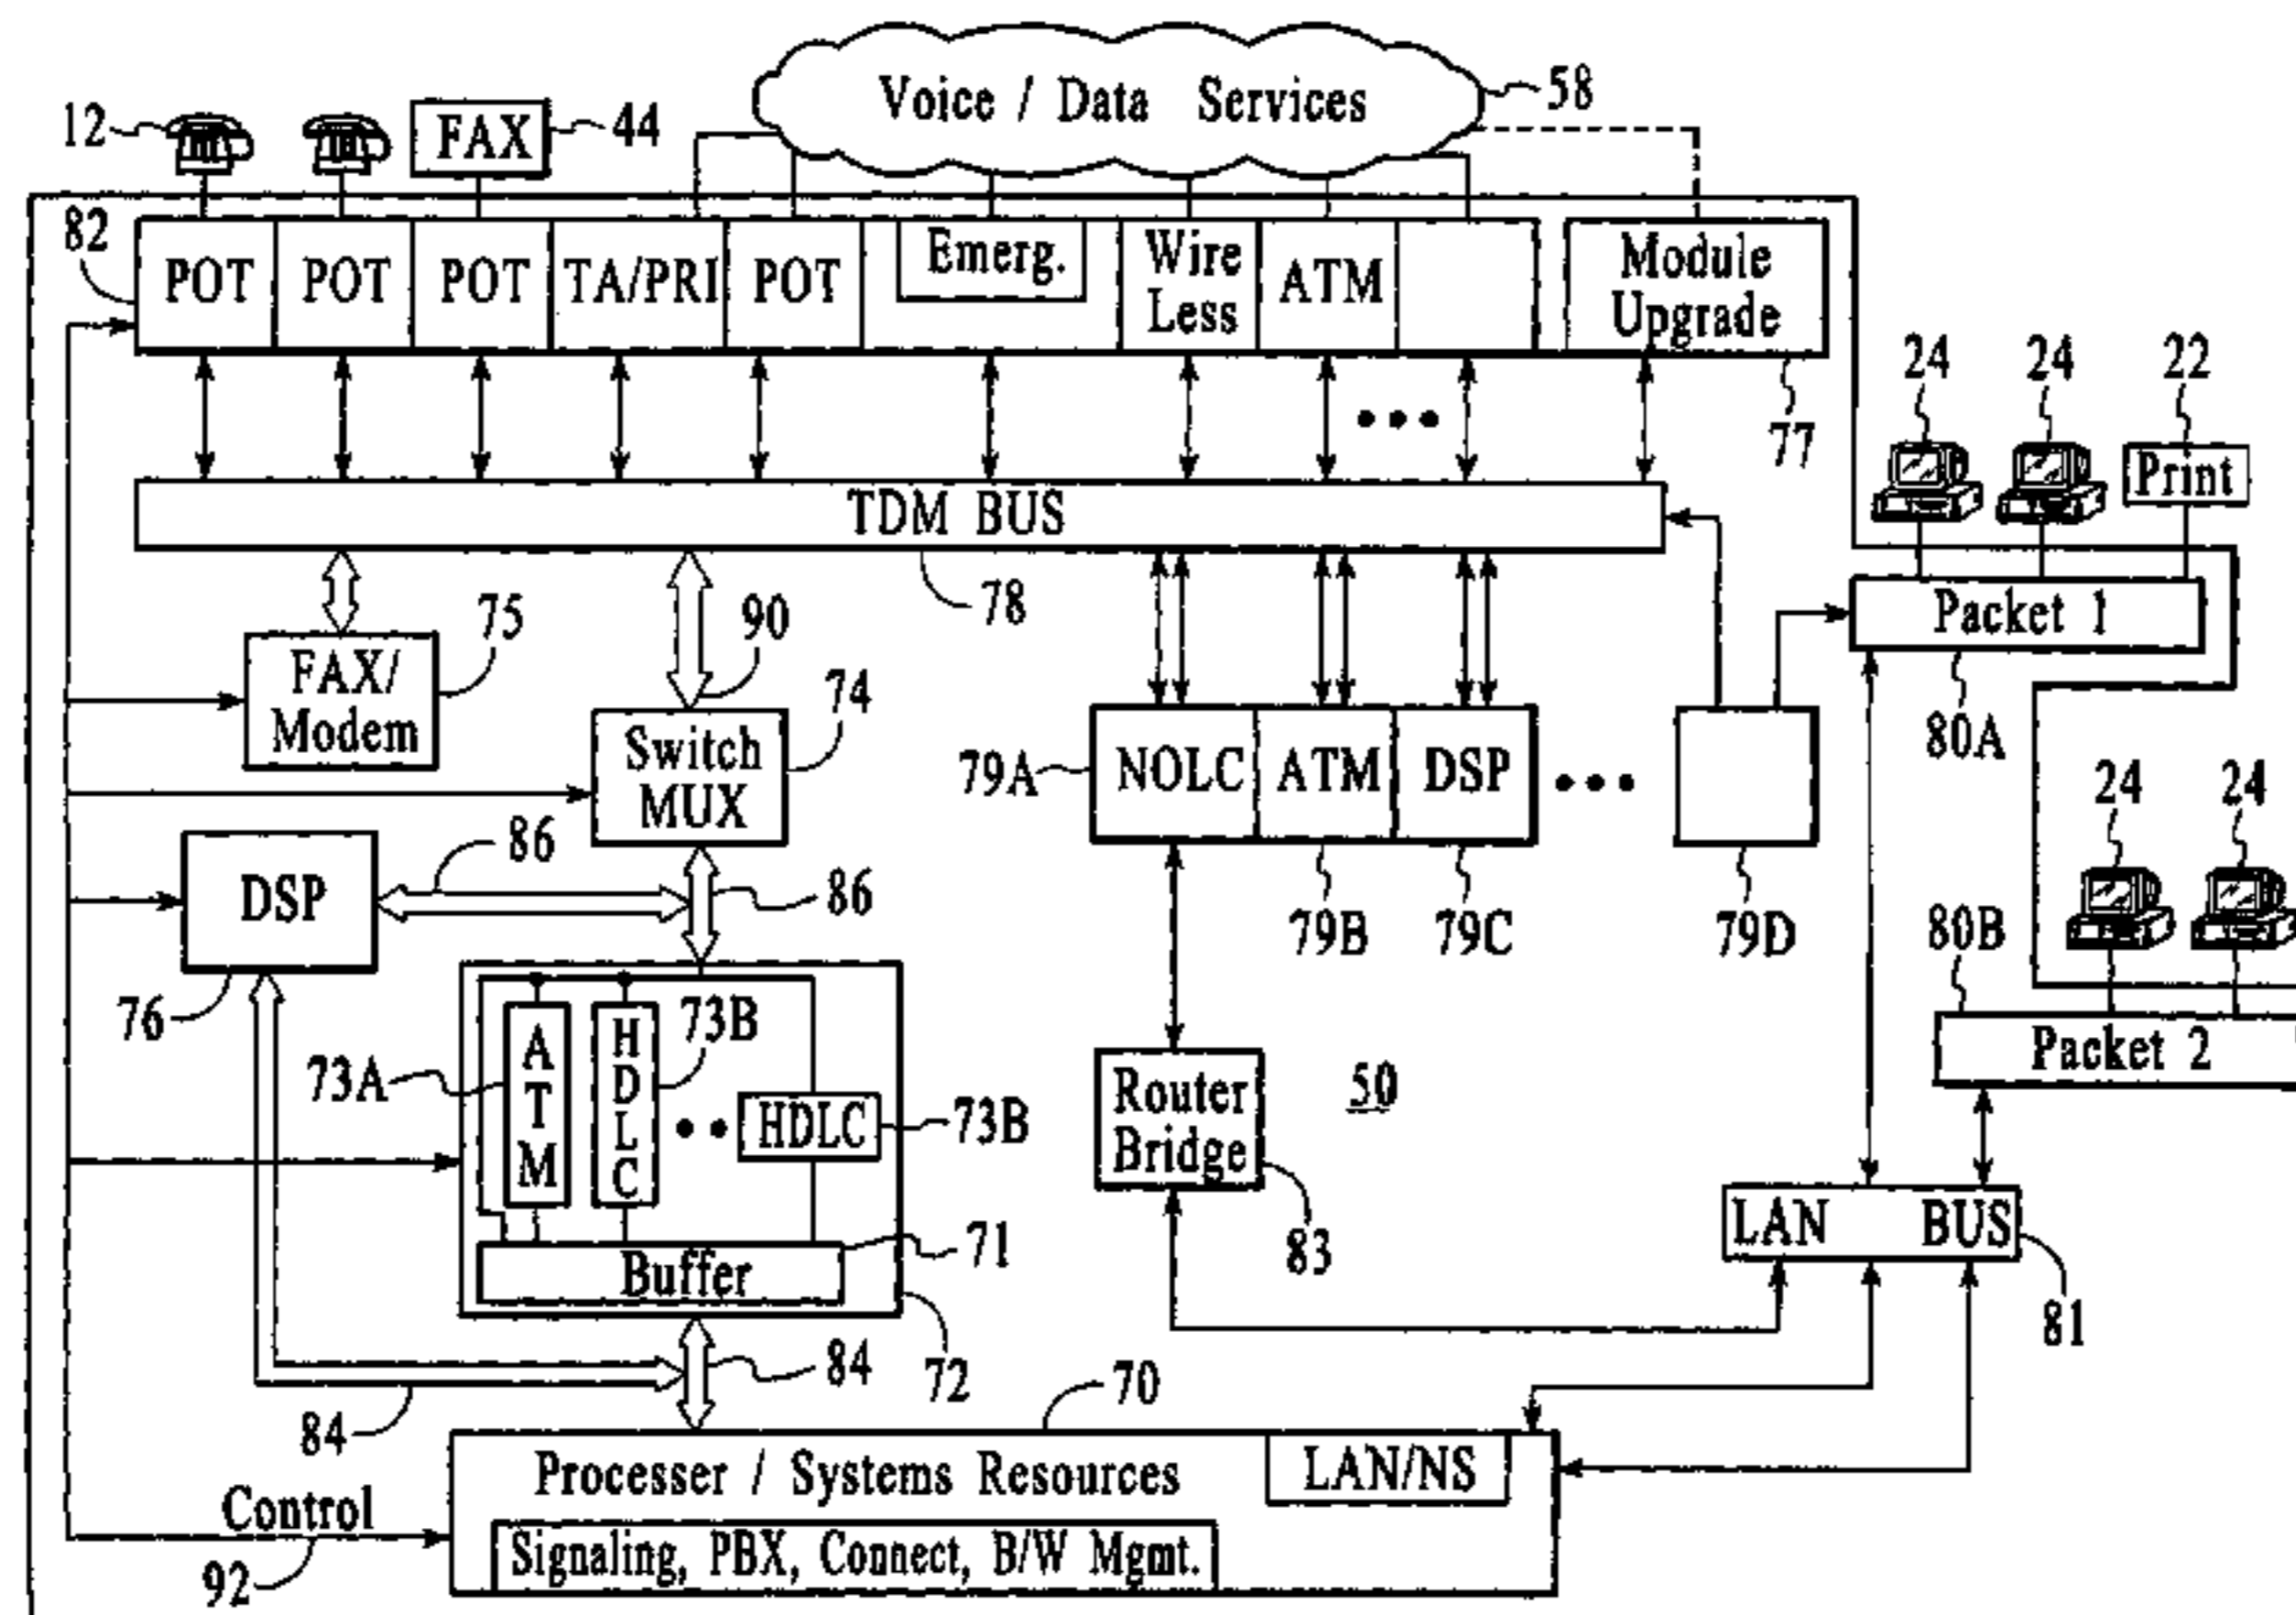 Voice / Data Services
58
12
FAX
44
82
POT
POT
POT
TA/PRI
POT
Emerg.
Wire
Less
ATM
Module
Upgrade
77
24
24
22
Print
TDM BUS
78
Packet 1
80A
FAX/
Modem
75
90
Switch
MUX
74
79A
NOLC
ATM
DSP
79B
79C
79D
DSP
76
86
86
24
24
80B
Packet 2
73A
ATM
HDLC
73B
HDLC
73B
Buffer
71
72
Router
Bridge
83
50
LAN BUS
81
84
84
70
Processer / Systems Resources
LAN/NS
Signaling, PBX, Connect, B/W Mgmt.
Control
92